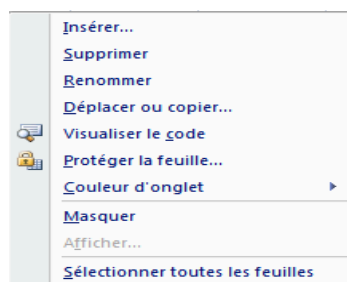 Insérer...
Supprimer
Renommer
Déplacer ou copier...
Visualiser le code
Protéger la feuille...
Couleur d'onglet
Masquer
Afficher...
Sélectionner toutes les feuilles